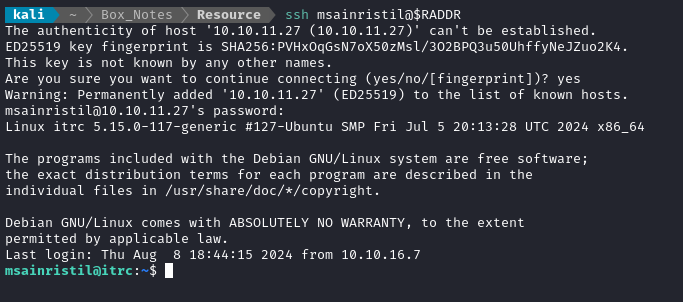 kali ~ Box_Notes Resource ssh msainristil@$RADDR
The authenticity of host '10.10.11.27 (10.10.11.27)' can't be established.
ED25519 key fingerprint is SHA256:PVHxOqGsN7oX50zMsl/3O2BPQ3u50UhffyNeJZuo2K4.
This key is not known by any other names.
Are you sure you want to continue connecting (yes/no/[fingerprint])? yes
Warning: Permanently added '10.10.11.27' (ED25519) to the list of known hosts.
msainristil@10.10.11.27's password:
Linux itrc 5.15.0-117-generic #127-Ubuntu SMP Fri Jul 5 20:13:28 UTC 2024 x86_64
The programs included with the Debian GNU/Linux system are free software;
the exact distribution terms for each program are described in the
individual files in /usr/share/doc/*/copyright.
Debian GNU/Linux comes with ABSOLUTELY NO WARRANTY, to the extent
permitted by applicable law.
Last login: Thu Aug  8 18:44:15 2024 from 10.10.16.7
msainristil@itrc:~$